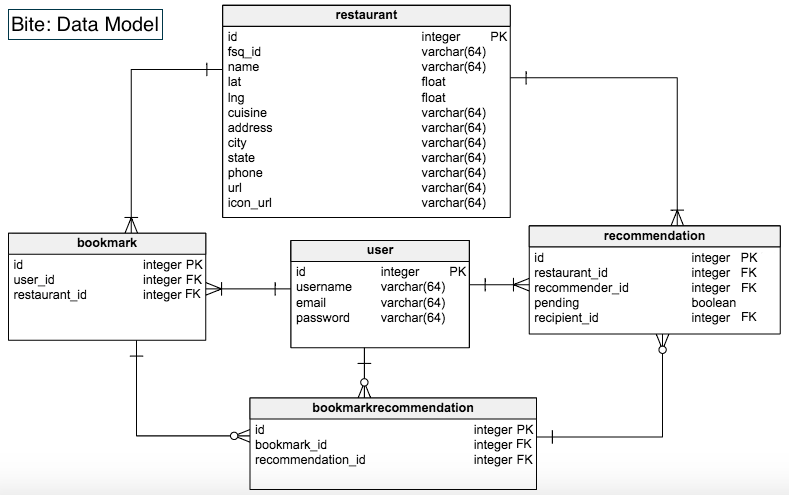 Bite: Data Model
restaurant
id integer PK
fsq_id varchar(64)
name varchar(64)
lat float
lng float
cuisine varchar(64)
address varchar(64)
city varchar(64)
state varchar(64)
phone varchar(64)
url varchar(64)
icon_url varchar(64)
bookmark
id integer PK
user_id integer FK
restaurant_id integer FK
user
id integer PK
username varchar(64)
email varchar(64)
password varchar(64)
recommendation
id integer PK
restaurant_id integer FK
recommender_id integer FK
pending boolean
recipient_id integer FK
bookmarkrecommendation
id integer PK
bookmark_id integer FK
recommendation_id integer FK